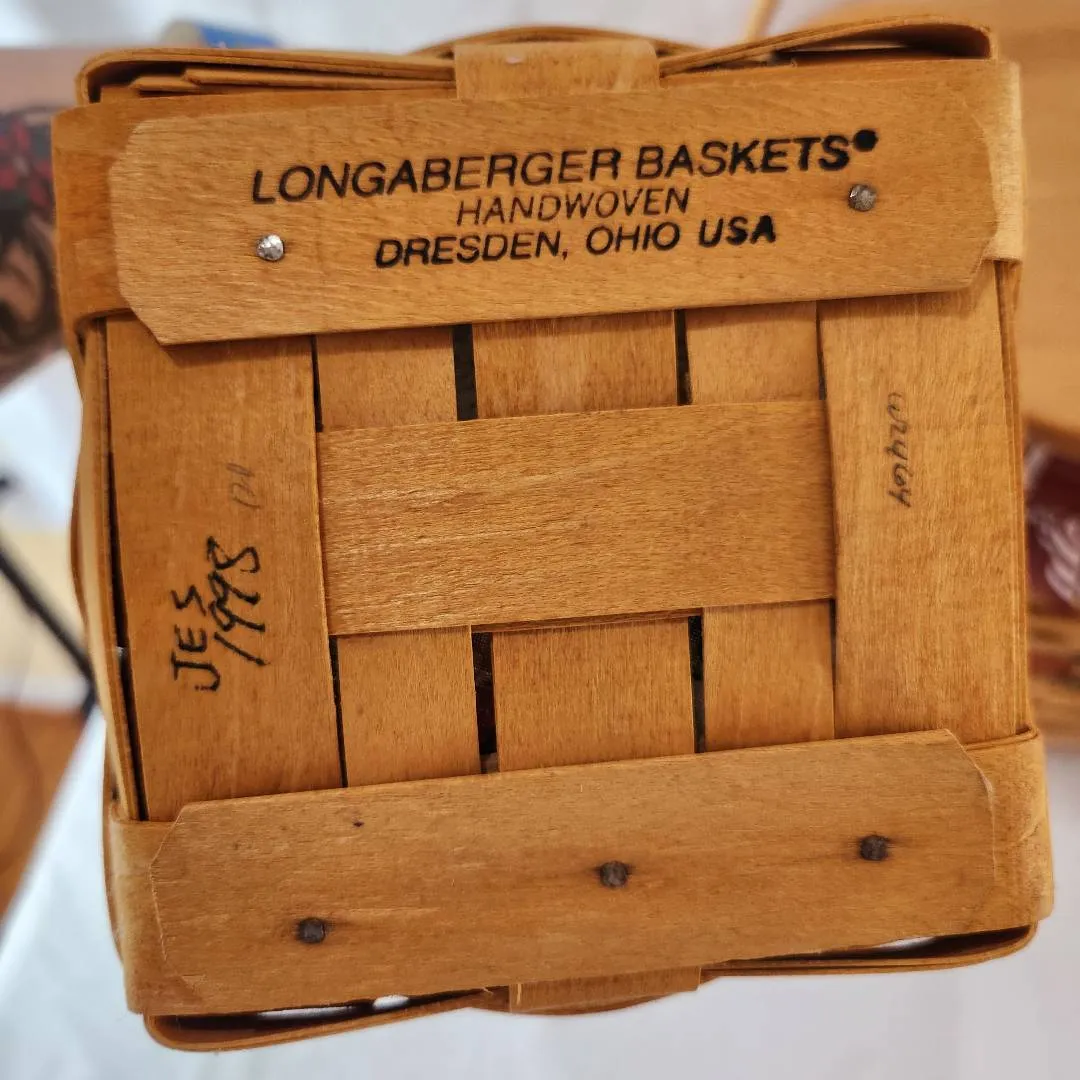 LONGABERGER BASKETS®
HANDWOVEN
DRESDEN, OHIO USA
JES
1998